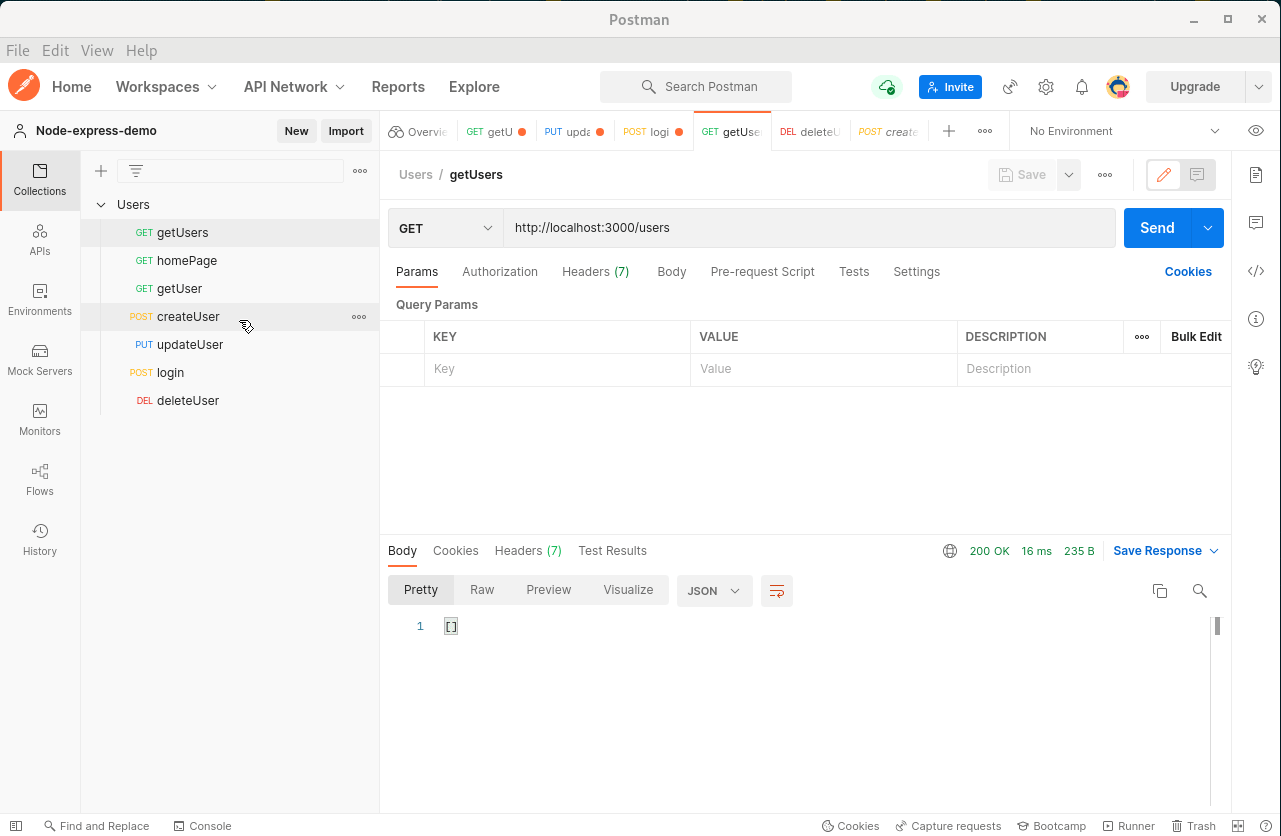 Postman
File Edit View Help
Home Workspaces API Network Reports Explore Search Postman Invite Upgrade
Node-express-demo New Import
Overvie GET getU PUT upda POST logi GET getUse DEL deleteU POST create No Environment
Collections
APIs
Environments
Mock Servers
Monitors
Flows
History
Users
GET getUsers
GET homePage
GET getUser
POST createUser
PUT updateUser
POST login
DEL deleteUser
Users / getUsers Save
GET http://localhost:3000/users Send
Params Authorization Headers (7) Body Pre-request Script Tests Settings Cookies
Query Params
KEY VALUE DESCRIPTION Bulk Edit
Key Value Description
Body Cookies Headers (7) Test Results 200 OK 16 ms 235 B Save Response
Pretty Raw Preview Visualize JSON
1 []
Find and Replace Console Cookies Capture requests Bootcamp Runner Trash